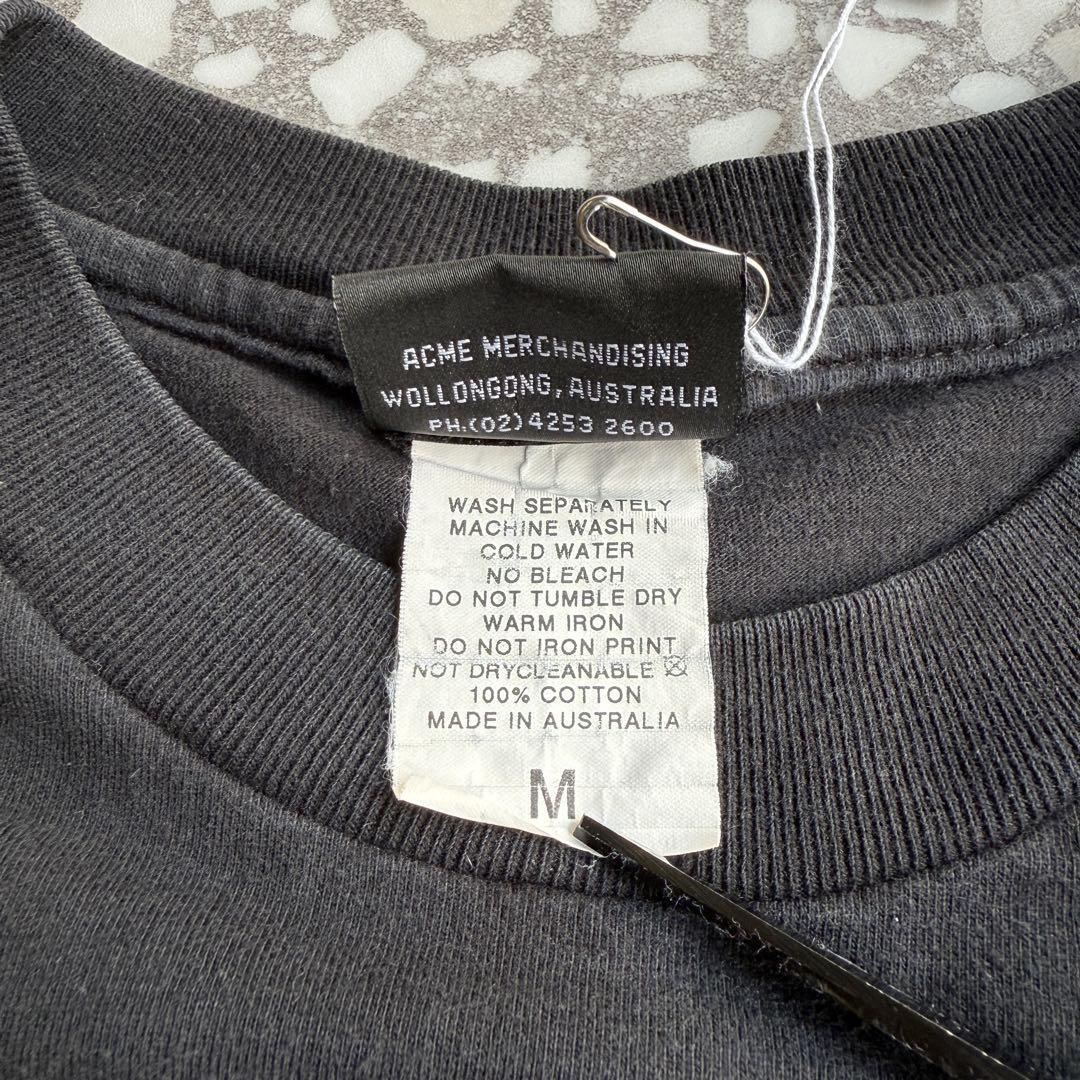 ACME MERCHANDISING
WOLLONGONG, AUSTRALIA
PH.(02)4253 2600
WASH SEPARATELY
MACHINE WASH IN
COLD WATER
NO BLEACH
DO NOT TUMBLE DRY
WARM IRON
DO NOT IRON PRINT
NOT DRYCLEANABLE
100% COTTON
MADE IN AUSTRALIA
M